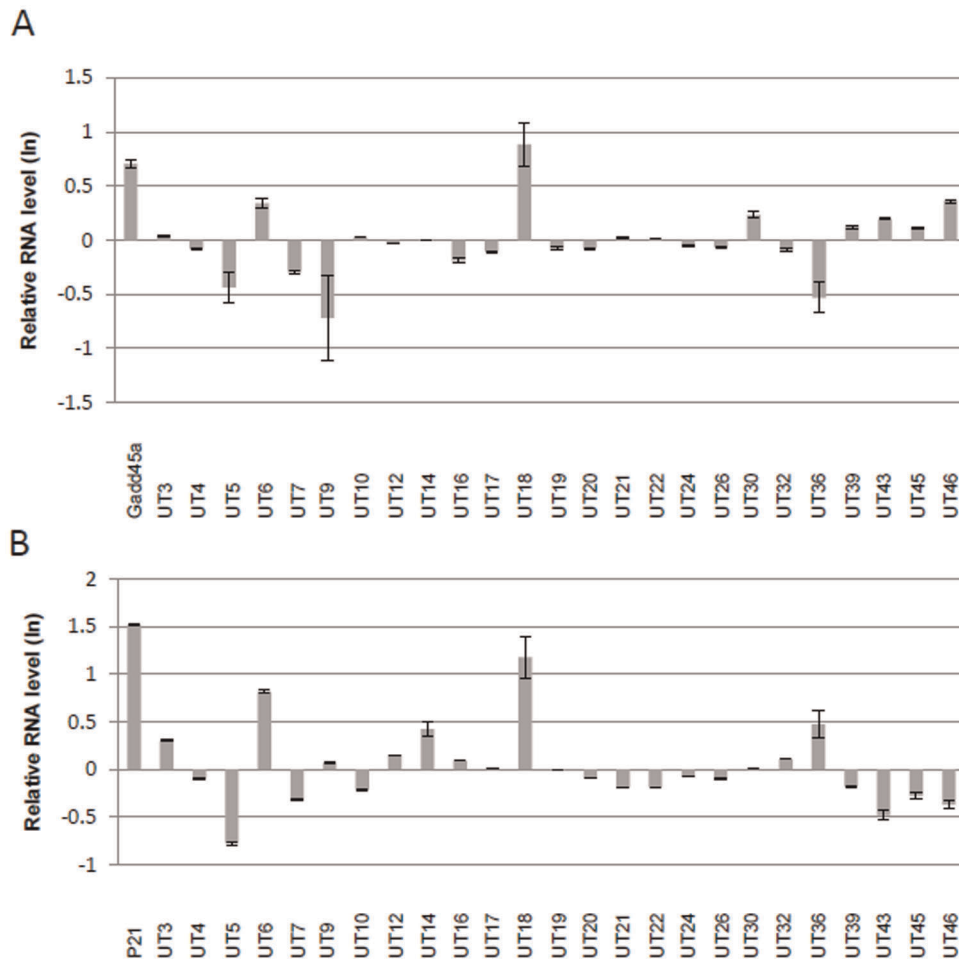 A
Relative RNA level (ln)
1.5
1
0.5
0
-0.5
-1
-1.5
Gadd45a
UT3
UT4
UT5
UT6
UT7
UT9
UT10
UT12
UT14
UT16
UT17
UT18
UT19
UT20
UT21
UT22
UT24
UT26
UT30
UT32
UT36
UT39
UT43
UT45
UT46
B
Relative RNA level (ln)
2
1.5
1
0.5
0
-0.5
-1
P21
UT3
UT4
UT5
UT6
UT7
UT9
UT10
UT12
UT14
UT16
UT17
UT18
UT19
UT20
UT21
UT22
UT24
UT26
UT30
UT32
UT36
UT39
UT43
UT45
UT46